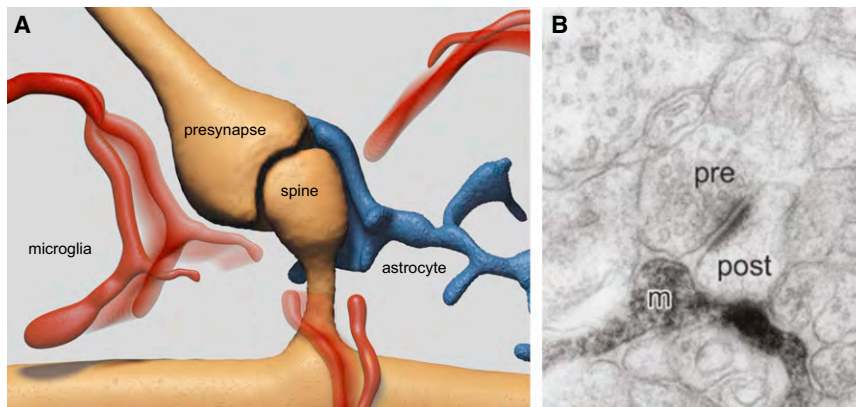 A
presynapse
spine
microglia
astrocyte
B
pre
post
m